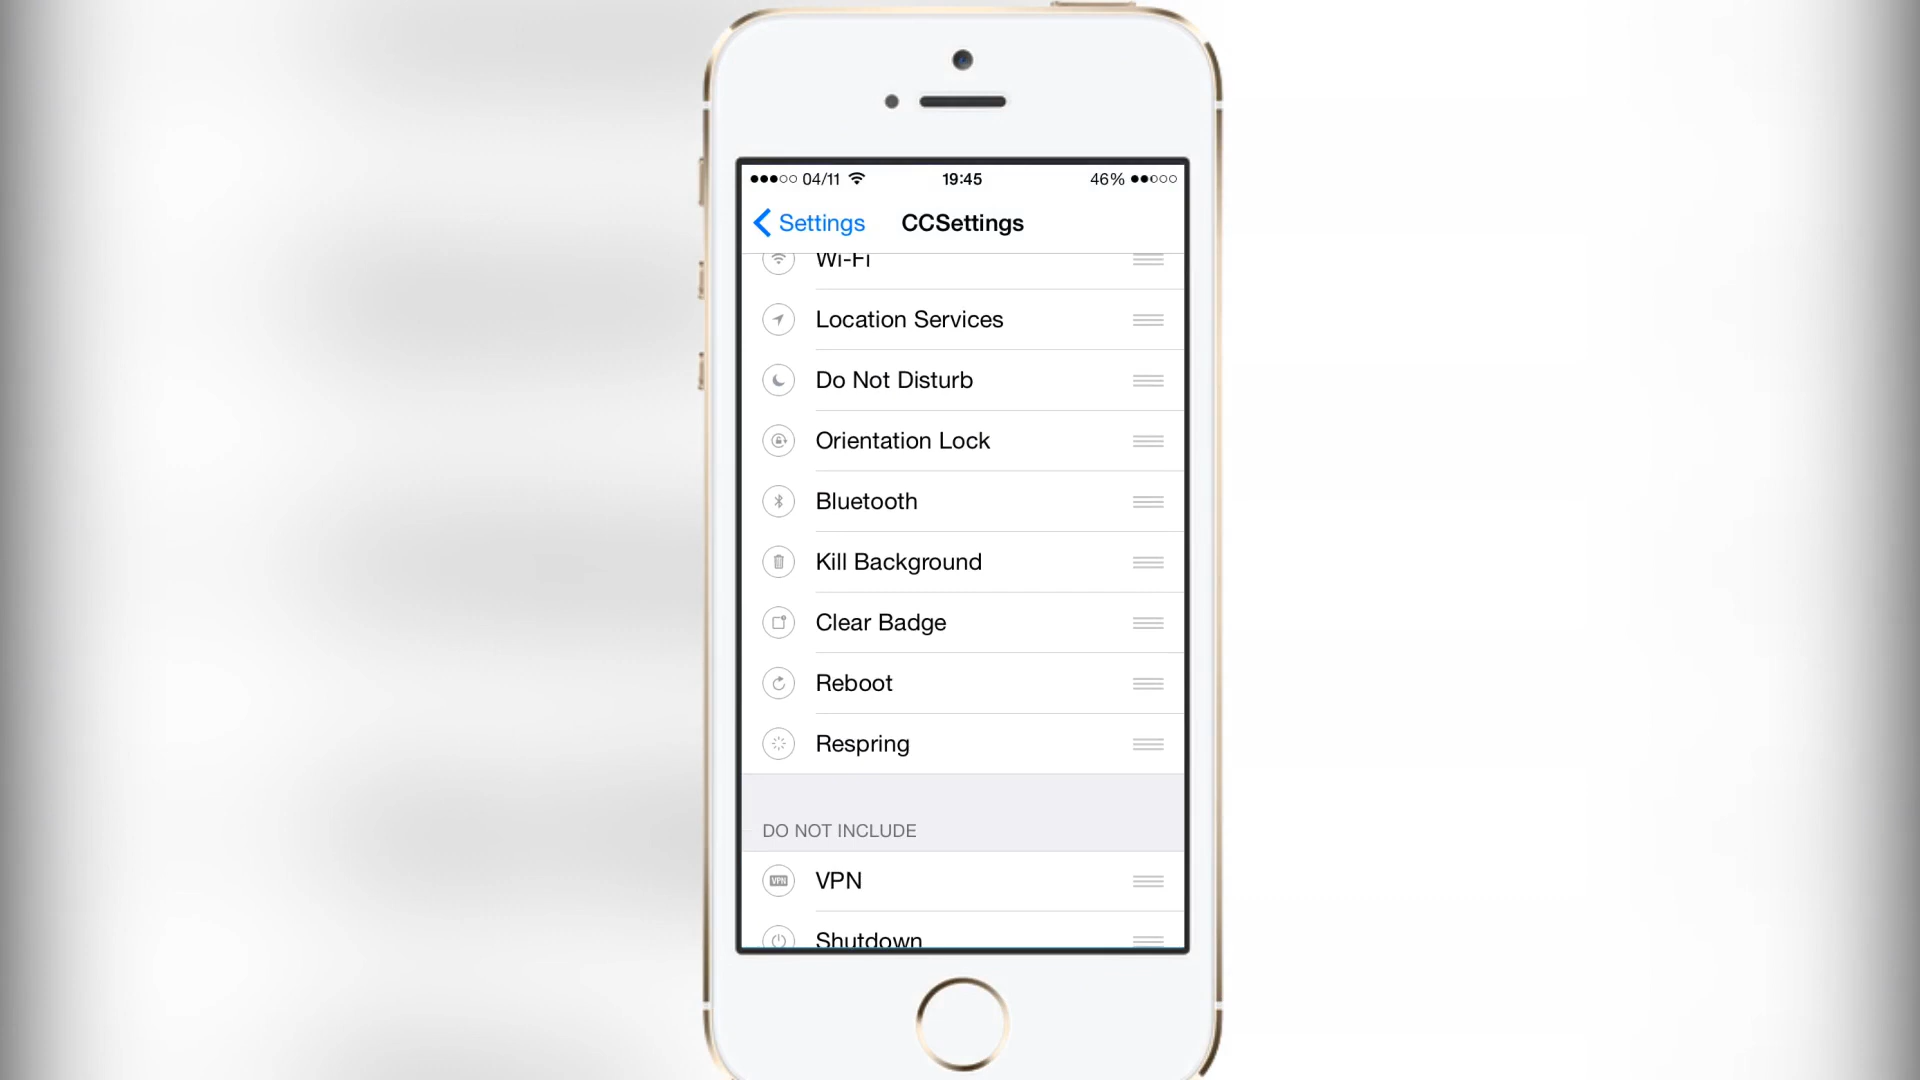 04/11 19:45 46%
Settings CCSettings
Wi-Fi
Location Services
Do Not Disturb
Orientation Lock
Bluetooth
Kill Background
Clear Badge
Reboot
Respring
DO NOT INCLUDE
VPN VPN
Shutdown